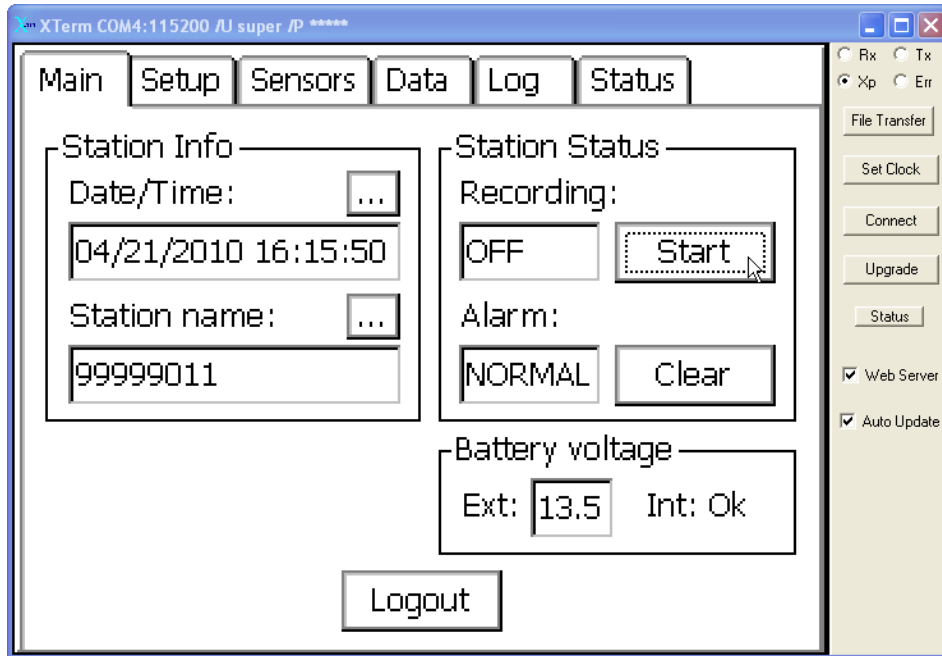 XTerm COM4:115200 /U super /P *****
Main Setup Sensors Data Log Status
Station Info
Date/Time: ...
04/21/2010 16:15:50
Station name: ...
99999011
Station Status
Recording:
OFF Start
Alarm:
NORMAL Clear
Battery voltage
Ext: 13.5 Int: Ok
Logout
Rx Tx
Xp Err
File Transfer
Set Clock
Connect
Upgrade
Status
Web Server
Auto Update